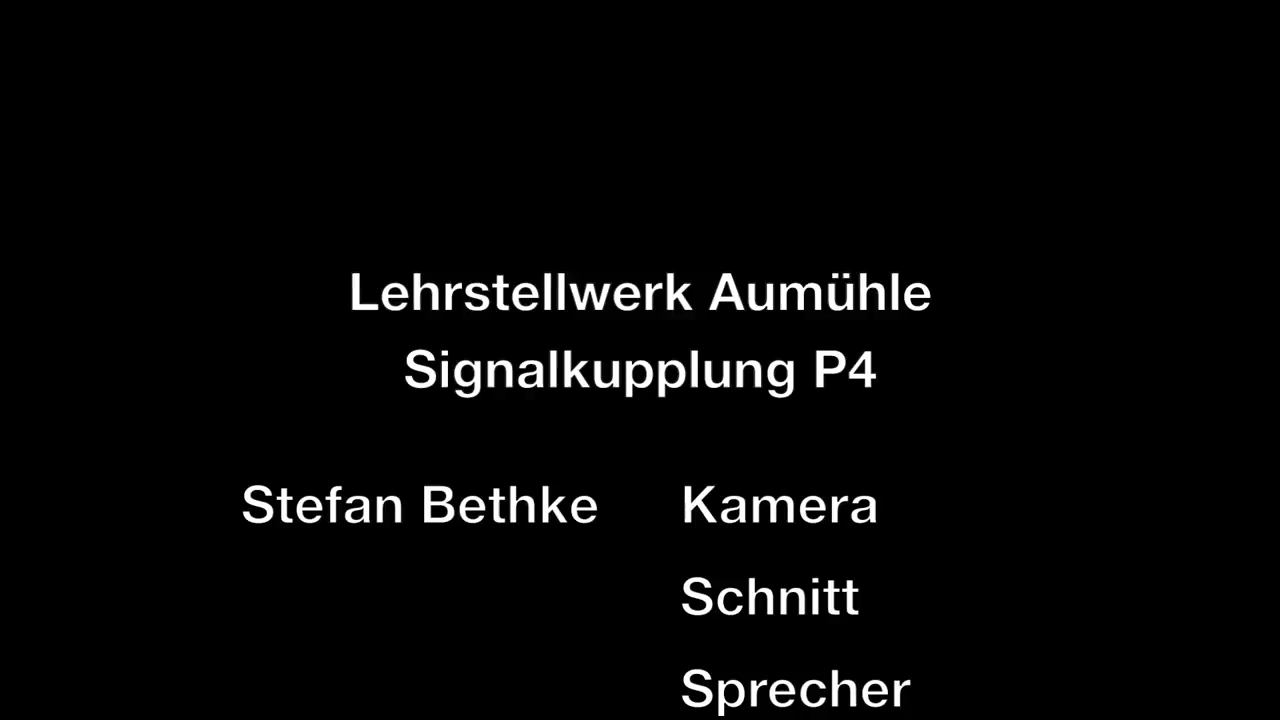 Lehrstellwerk Aumühle
Signalkupplung P4
Stefan Bethke Kamera
Schnitt
Sprecher